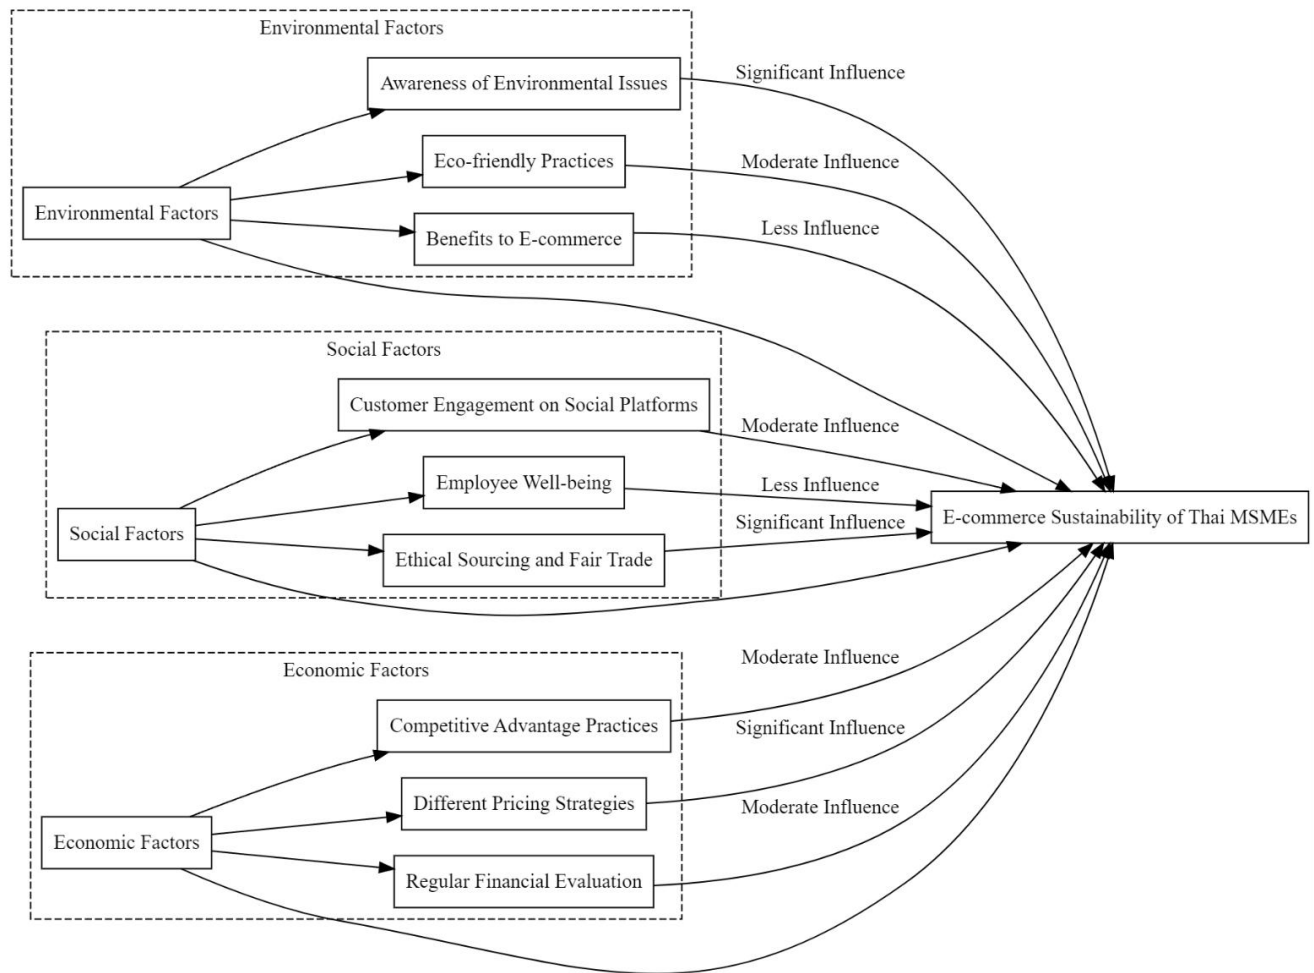 Environmental Factors
Awareness of Environmental Issues
Significant Influence
Eco-friendly Practices
Moderate Influence
Environmental Factors
Benefits to E-commerce
Less Influence
Social Factors
Customer Engagement on Social Platforms
Moderate Influence
Employee Well-being
Less Influence
Social Factors
Ethical Sourcing and Fair Trade
Significant Influence
E-commerce Sustainability of Thai MSMEs
Economic Factors
Competitive Advantage Practices
Moderate Influence
Different Pricing Strategies
Significant Influence
Economic Factors
Regular Financial Evaluation
Moderate Influence